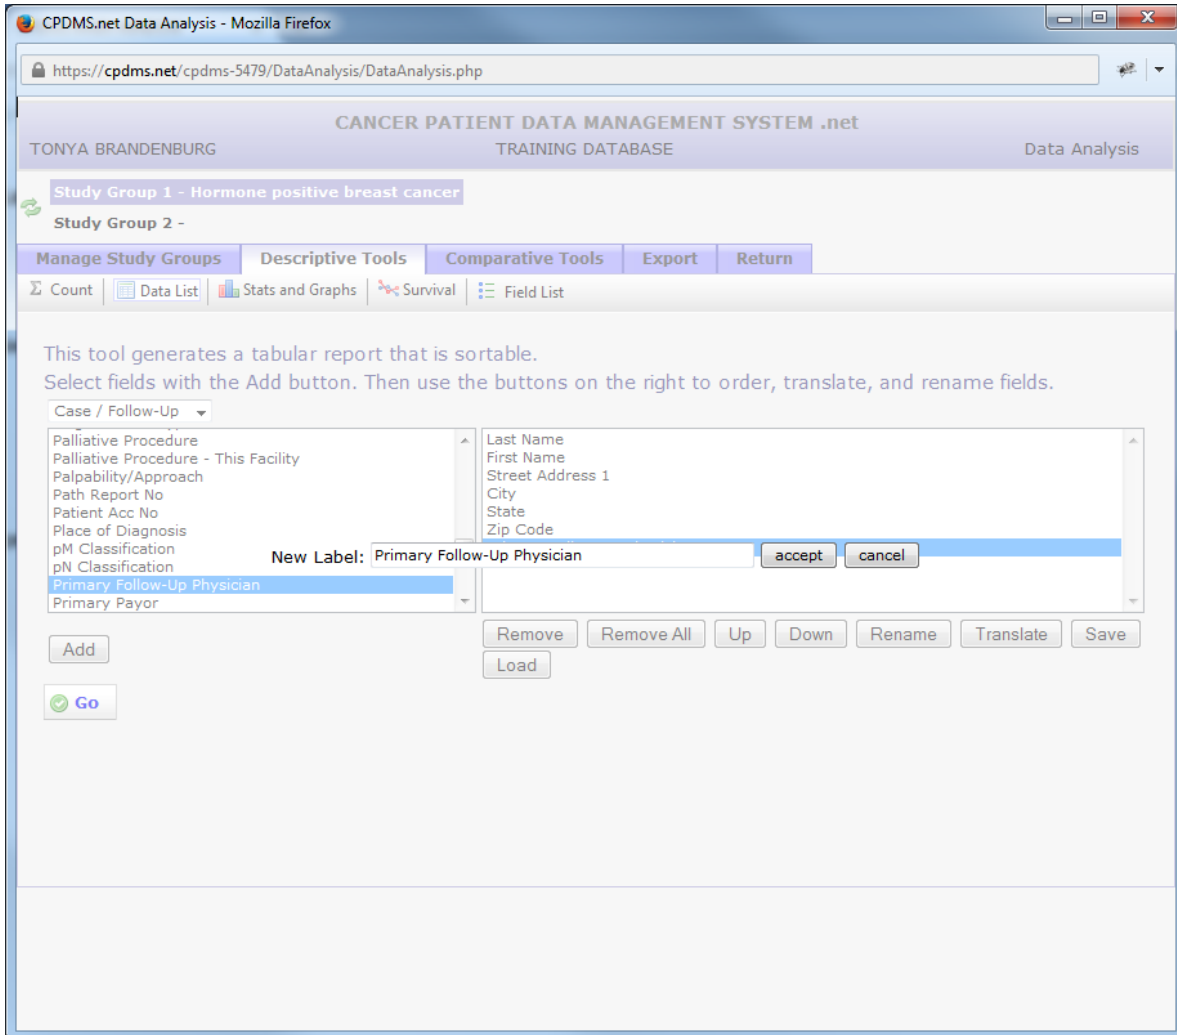 CPDMS.net Data Analysis - Mozilla Firefox
https://cpdms.net/cpdms-5479/DataAnalysis/DataAnalysis.php
CANCER PATIENT DATA MANAGEMENT SYSTEM .net
TONYA BRANDENBURG TRAINING DATABASE Data Analysis
Study Group 1 - Hormone positive breast cancer
Study Group 2 -
Manage Study Groups Descriptive Tools Comparative Tools Export Return
Σ Count Data List Stats and Graphs Survival Field List
This tool generates a tabular report that is sortable.
Select fields with the Add button. Then use the buttons on the right to order, translate, and rename fields.
Case / Follow-Up
Palliative Procedure
Palliative Procedure - This Facility
Palpability/Approach
Path Report No
Patient Acc No
Place of Diagnosis
pM Classification
pN Classification
Primary Follow-Up Physician
Primary Payor
Last Name
First Name
Street Address 1
City
State
Zip Code
New Label: Primary Follow-Up Physician accept cancel
Add
Remove Remove All Up Down Rename Translate Save
Load
Go